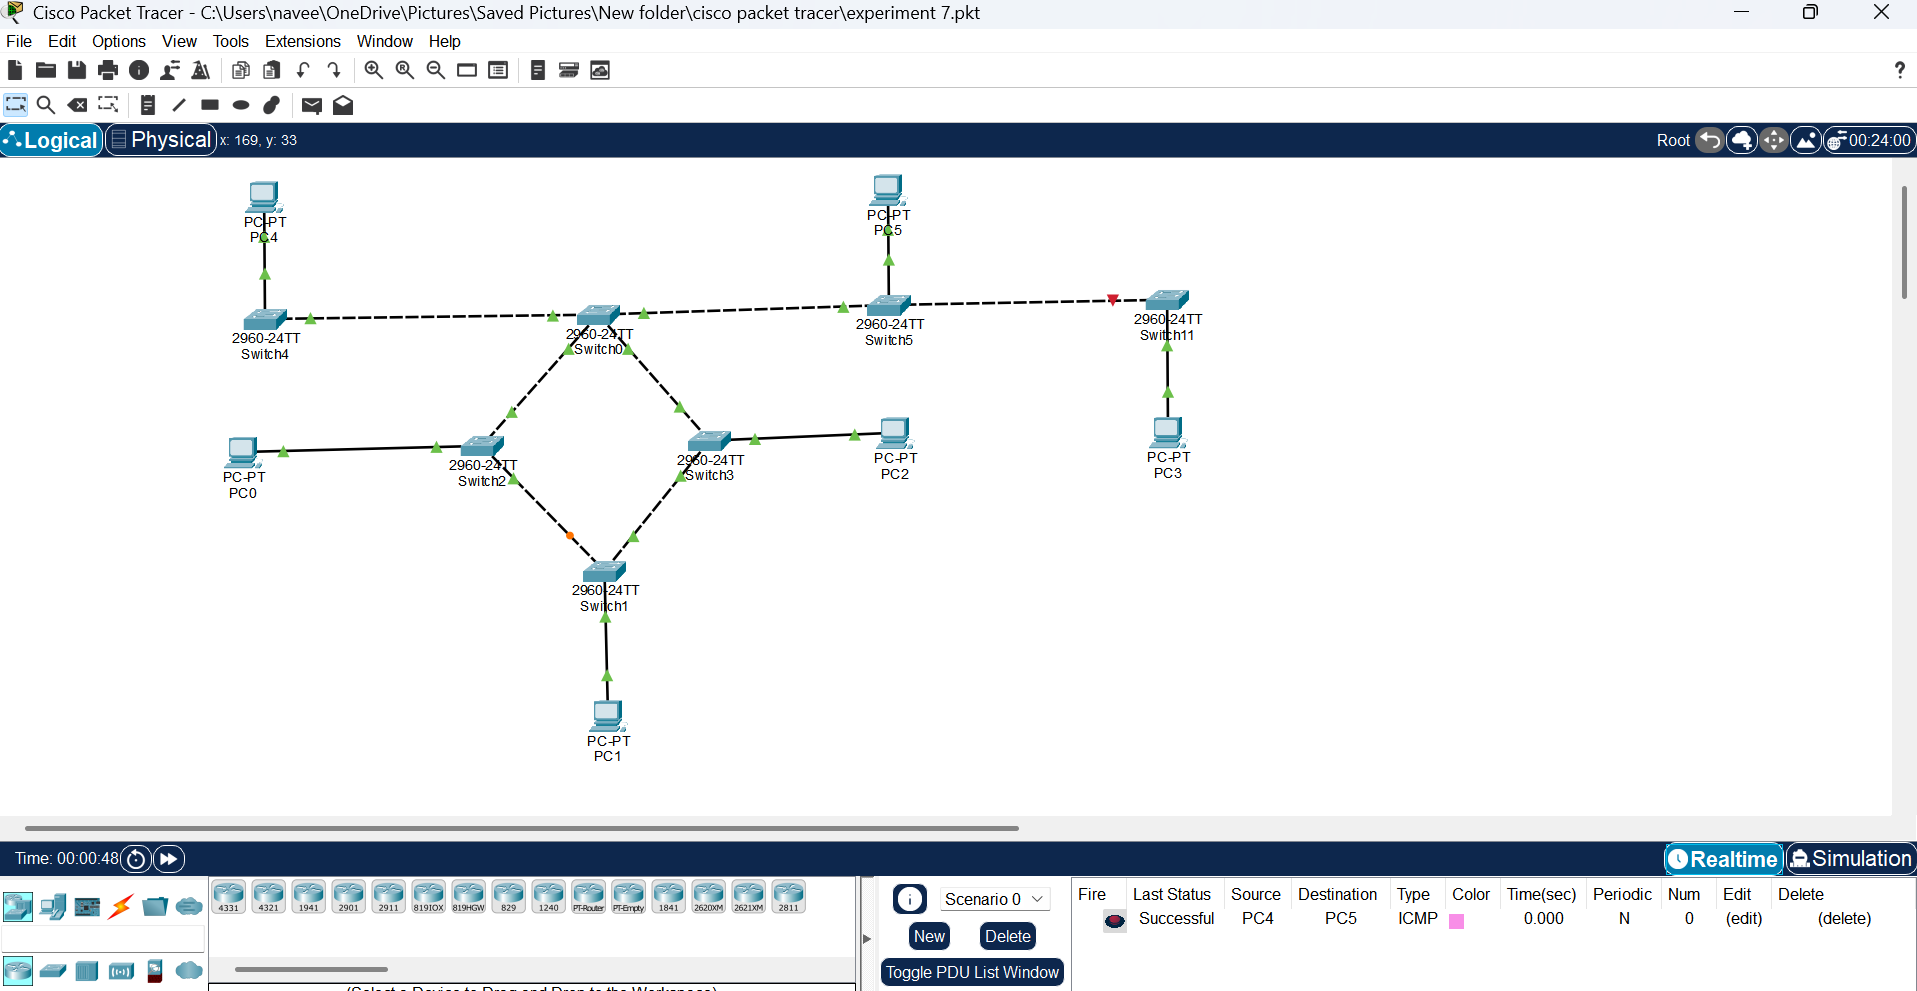 Cisco Packet Tracer - C:\Users\navee\OneDrive\Pictures\Saved Pictures\New folder\cisco packet tracer\experiment 7.pkt
File Edit Options View Tools Extensions Window Help
?
Logical Physical x: 169, y: 33 Root 00:24:00
PC-PT
PC4
PC-PT
PC5
2960-24TT
Switch4
2960-24TT
Switch0
2960-24TT
Switch5
2960-24TT
Switch11
PC-PT
PC0
2960-24TT
Switch2
2960-24TT
Switch3
PC-PT
PC2
PC-PT
PC3
2960-24TT
Switch1
PC-PT
PC1
Time: 00:00:48 Realtime Simulation
4331 4321 1941 2901 2911 819IOX 819HGW 829 1240 PT-Router PT-Empty 1841 2620XM 2621XM 2811
(Select a Device to Drag and Drop to the Workspace)
Scenario 0
New Delete
Toggle PDU List Window
Fire Last Status Source Destination Type Color Time(sec) Periodic Num Edit Delete
Successful PC4 PC5 ICMP 0.000 N 0 (edit) (delete)